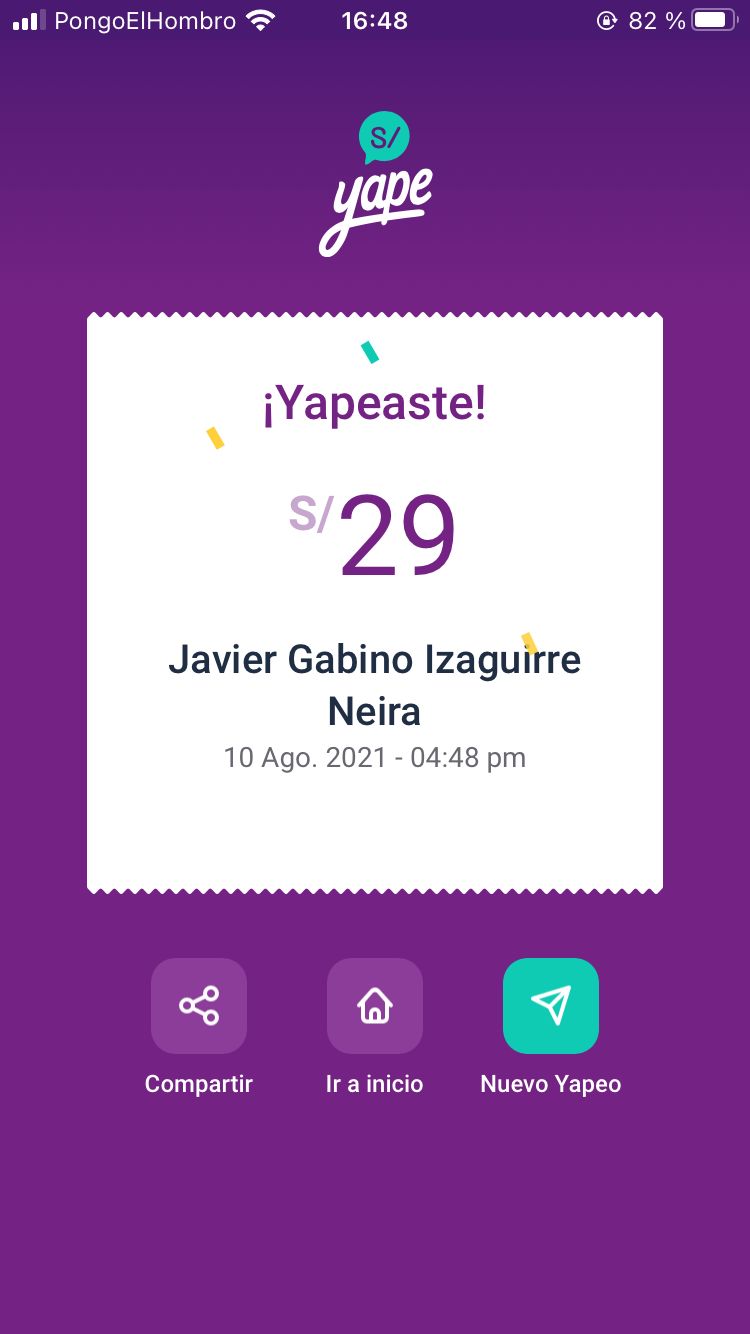 PongoElHombro 16:48 82 %
S/
yape
¡Yapeaste!
S/29
Javier Gabino Izaguirre
Neira
10 Ago. 2021 - 04:48 pm
Compartir Ir a inicio Nuevo Yapeo